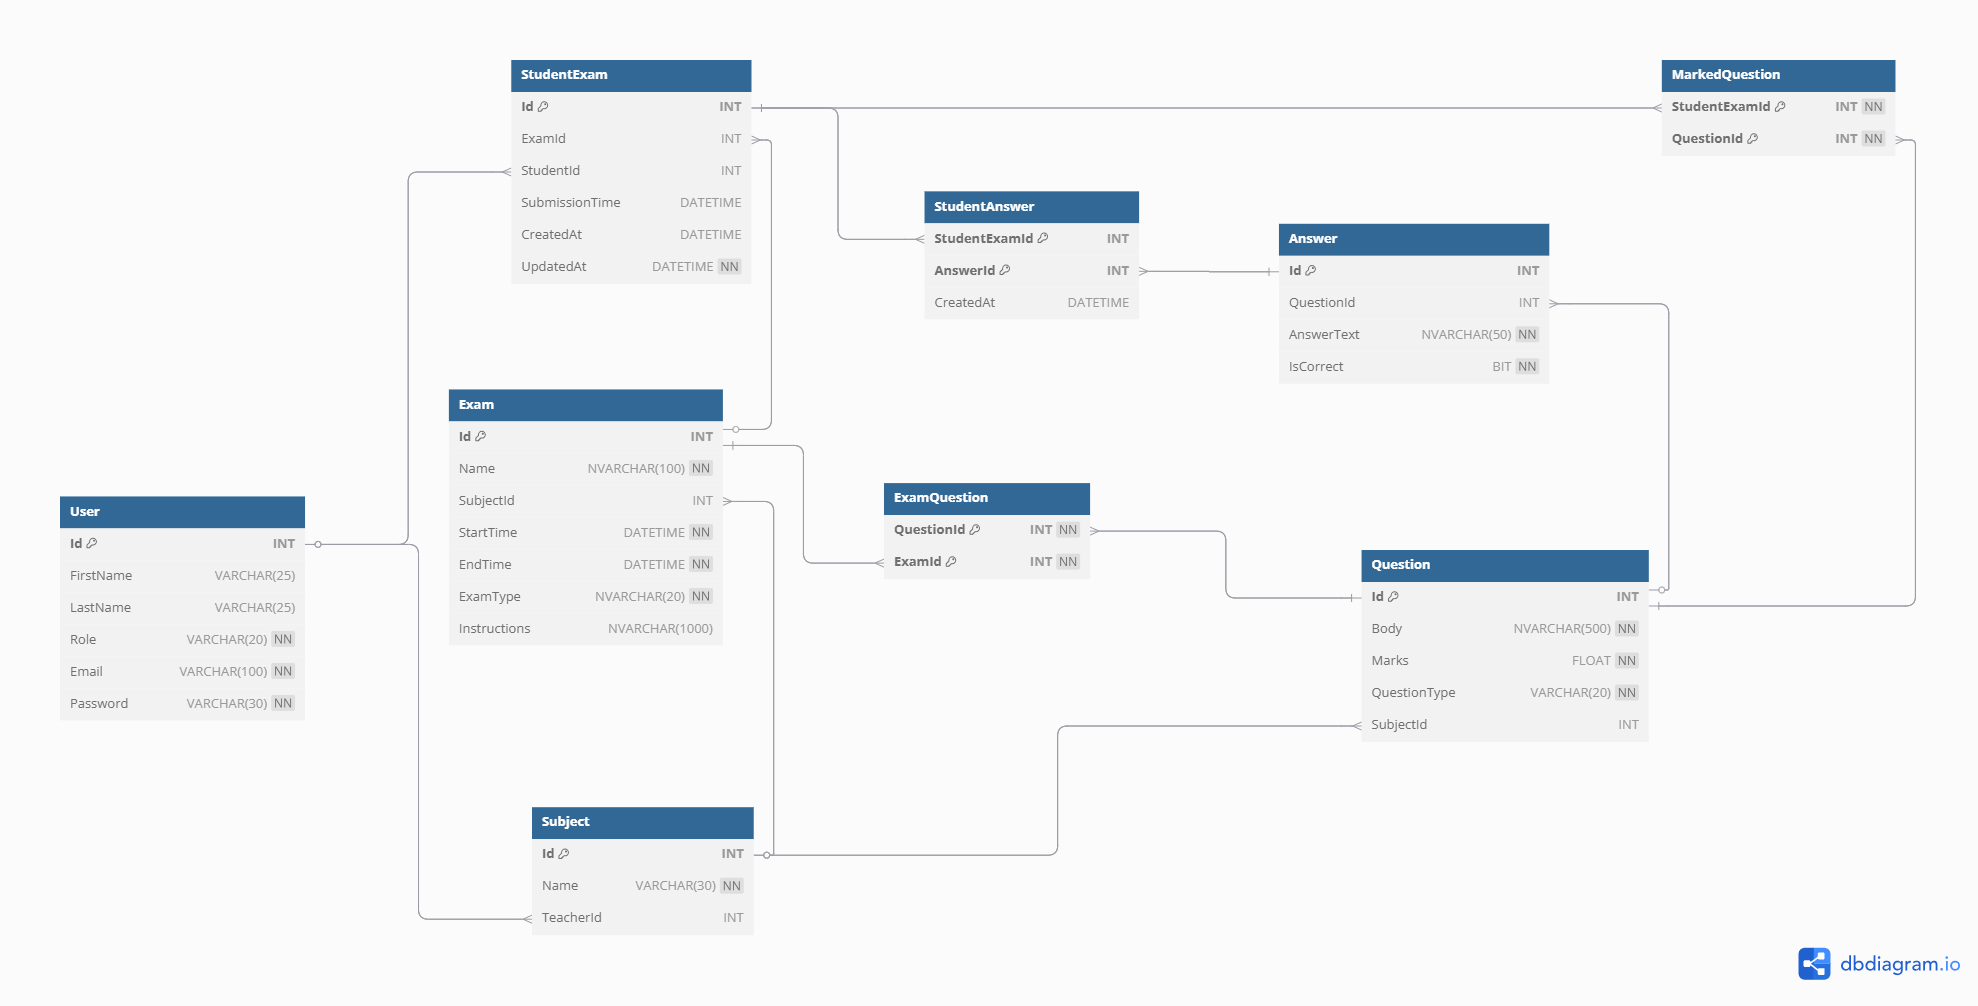 StudentExam
Id INT
ExamId INT
StudentId INT
SubmissionTime DATETIME
CreatedAt DATETIME
UpdatedAt DATETIME NN
MarkedQuestion
StudentExamId INT NN
QuestionId INT NN
StudentAnswer
StudentExamId INT
AnswerId INT
CreatedAt DATETIME
Answer
Id INT
QuestionId INT
AnswerText NVARCHAR(50) NN
IsCorrect BIT NN
Exam
Id INT
Name NVARCHAR(100) NN
SubjectId INT
StartTime DATETIME NN
EndTime DATETIME NN
ExamType NVARCHAR(20) NN
Instructions NVARCHAR(1000)
User
Id INT
FirstName VARCHAR(25)
LastName VARCHAR(25)
Role VARCHAR(20) NN
Email VARCHAR(100) NN
Password VARCHAR(30) NN
ExamQuestion
QuestionId INT NN
ExamId INT NN
Question
Id INT
Body NVARCHAR(500) NN
Marks FLOAT NN
QuestionType VARCHAR(20) NN
SubjectId INT
Subject
Id INT
Name VARCHAR(30) NN
TeacherId INT
dbdiagram.io